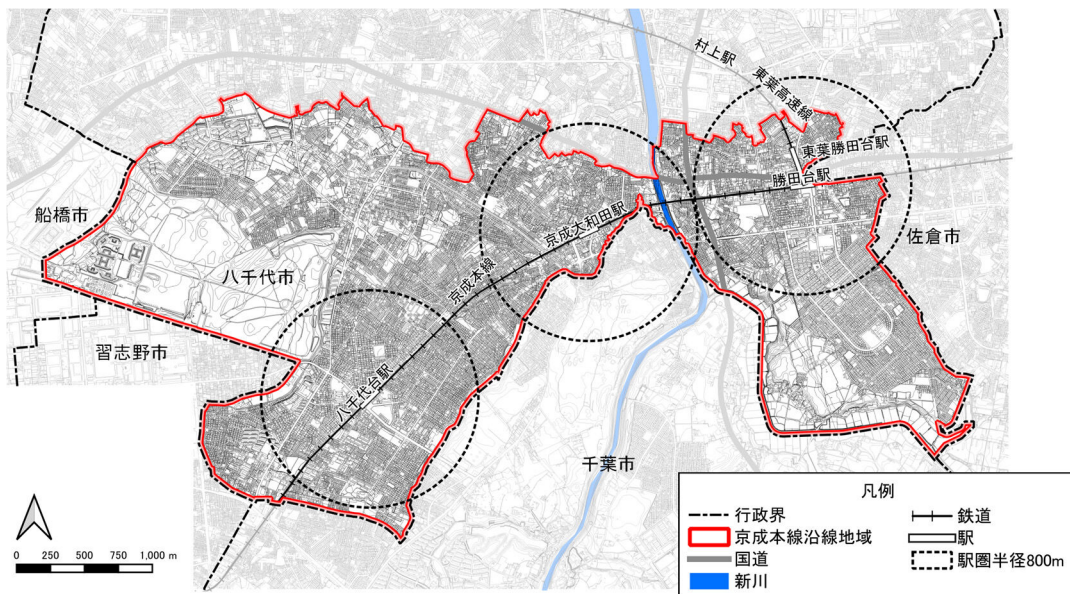 村上駅
東葉高速線
東葉勝田台駅
勝田台駅
船橋市
京成大和田駅
佐倉市
八千代市
京成本線
習志野市
八千代台駅
千葉市
0 250 500 750 1,000 m
凡例
行政界
鉄道
京成本線沿線地域
駅
国道
駅圏半径800m
新川